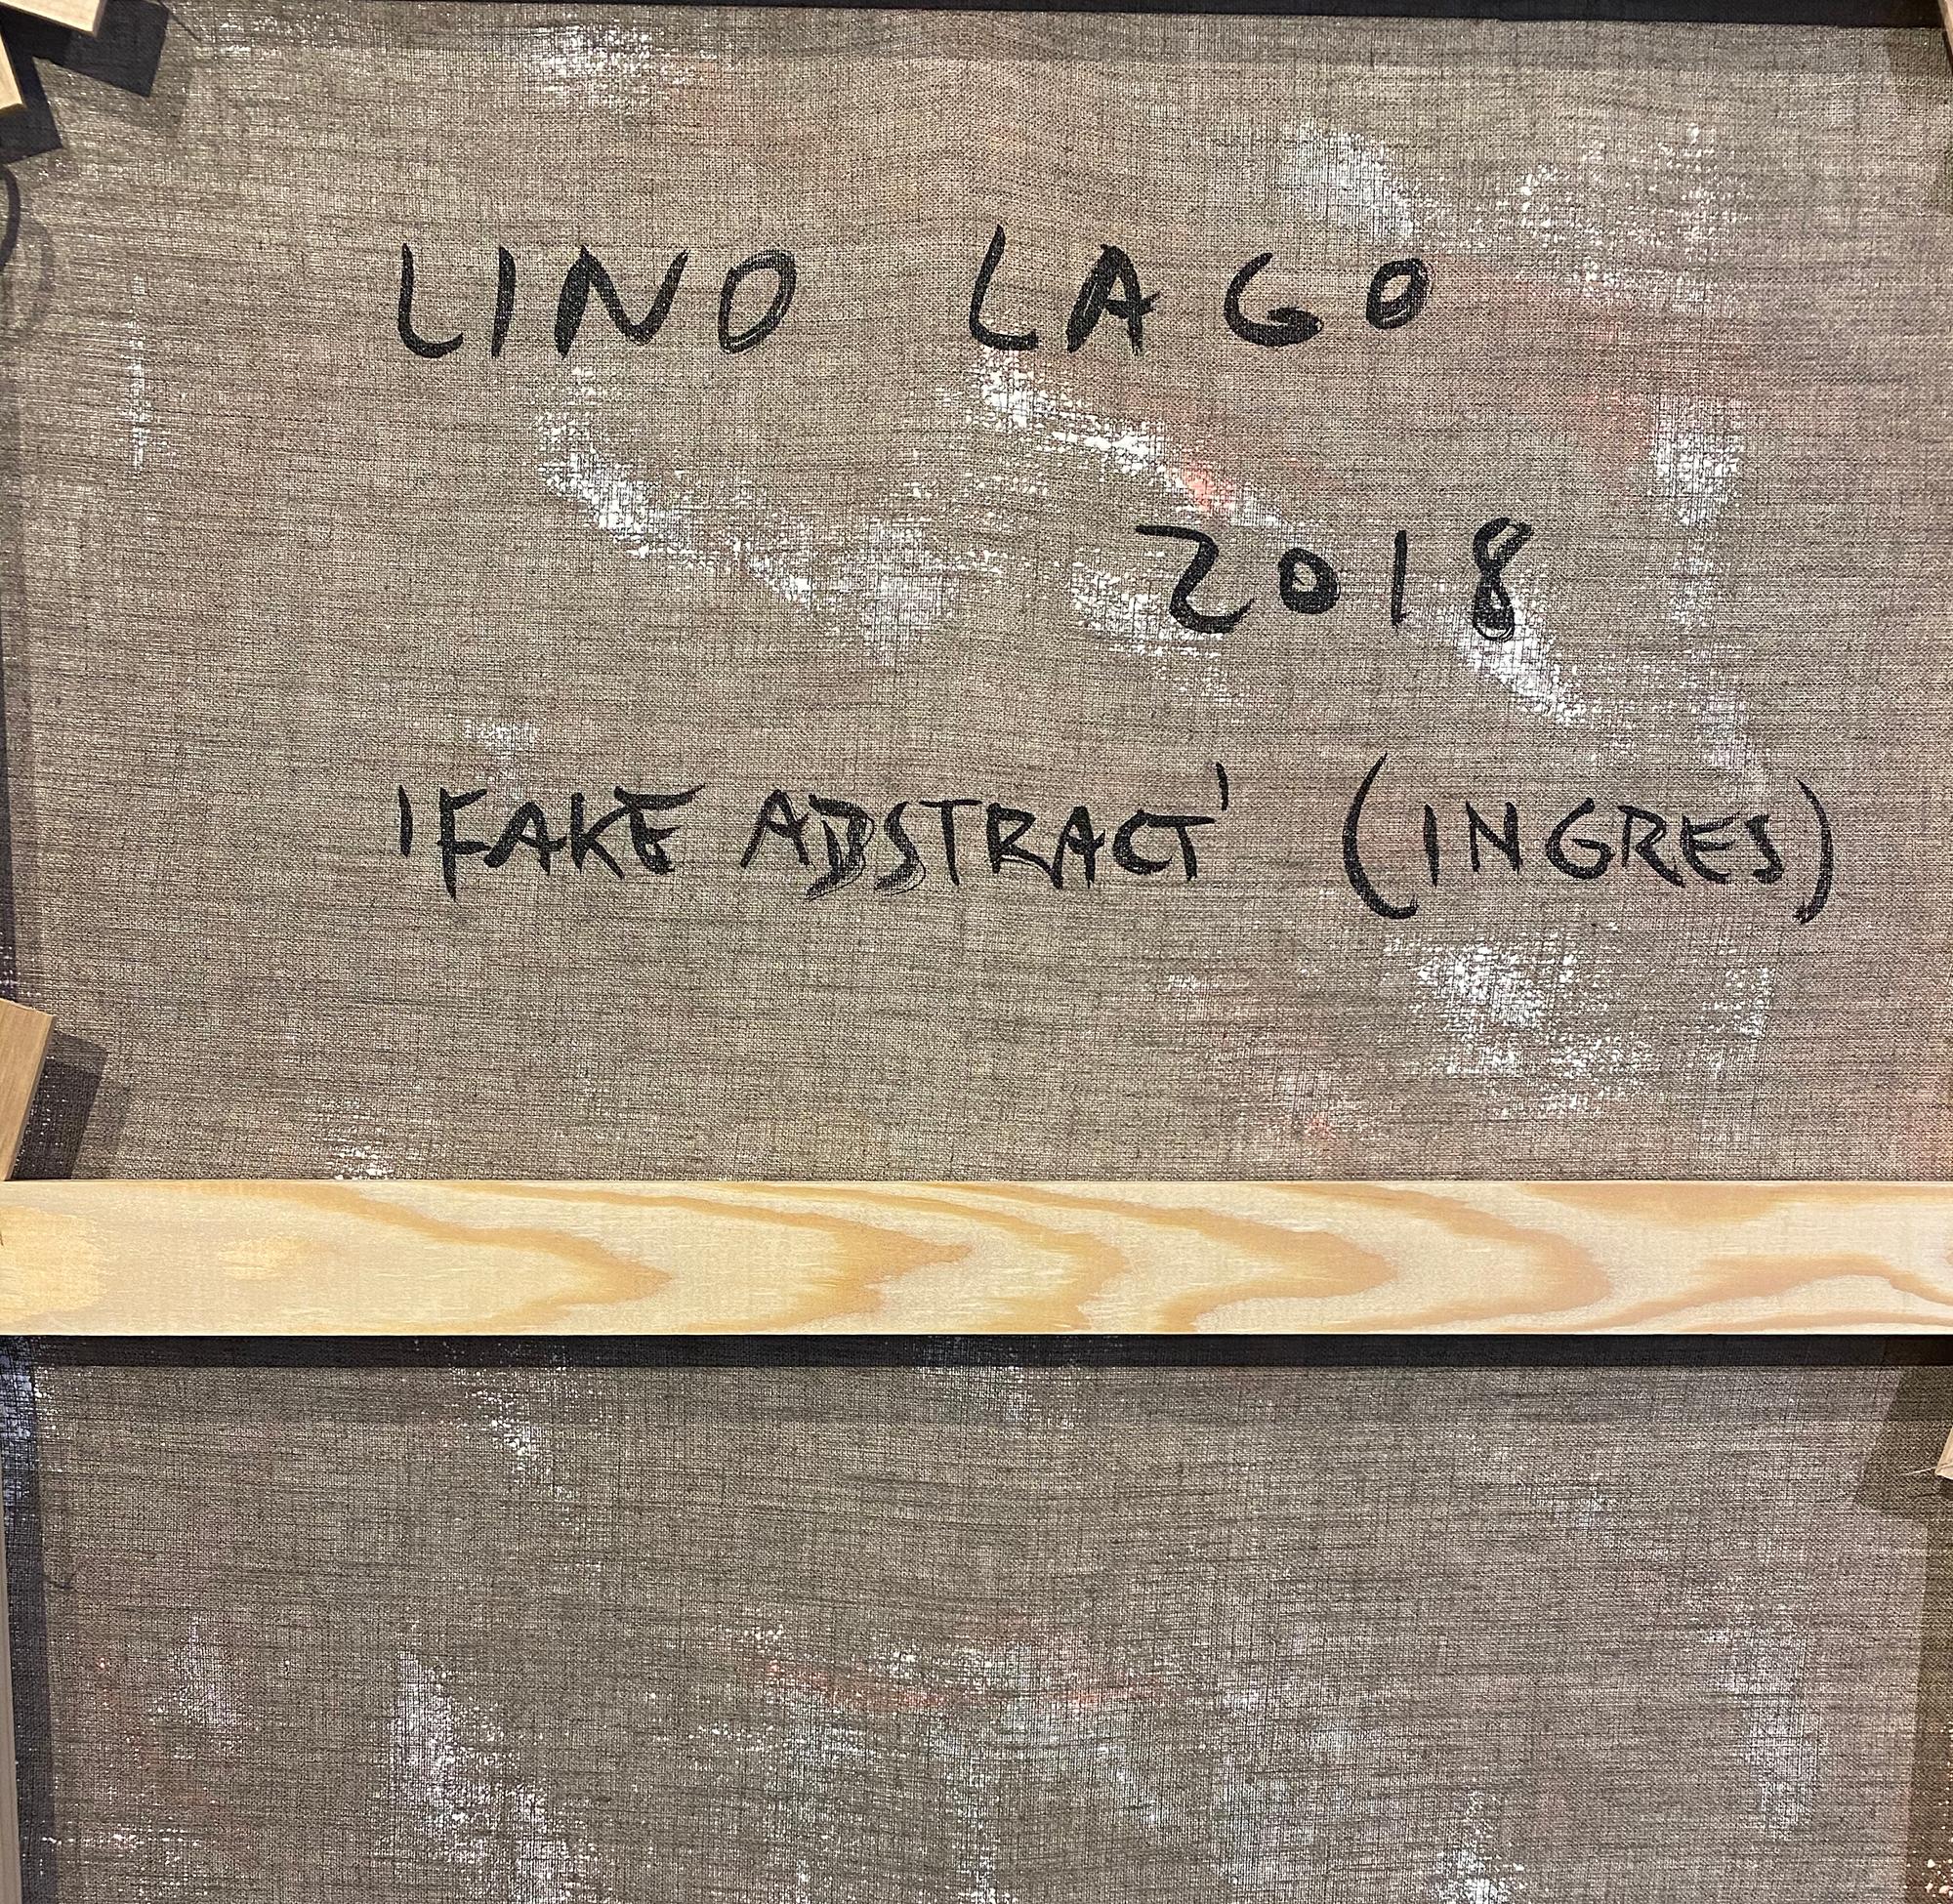 LINO LAGO
2018
'FAKE ABSTRACT' (INGRES)